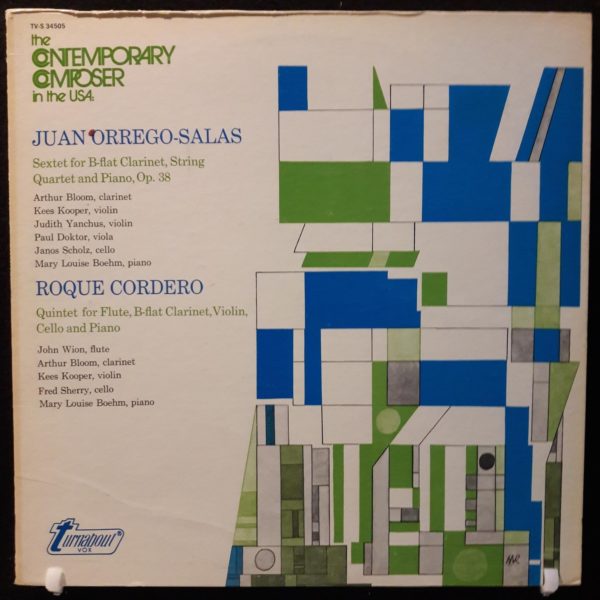 TV-S 34505
the
CONTEMPORARY
COMPOSER
in the USA:
JUAN ORREGO-SALAS
Sextet for B-flat Clarinet, String
Quartet and Piano, Op. 38
Arthur Bloom, clarinet
Kees Kooper, violin
Judith Yanchus, violin
Paul Doktor, viola
Janos Scholz, cello
Mary Louise Boehm, piano
ROQUE CORDERO
Quintet for Flute, B-flat Clarinet, Violin,
Cello and Piano
John Wion, flute
Arthur Bloom, clarinet
Kees Kooper, violin
Fred Sherry, cello
Mary Louise Boehm, piano
turnabout®
VOX